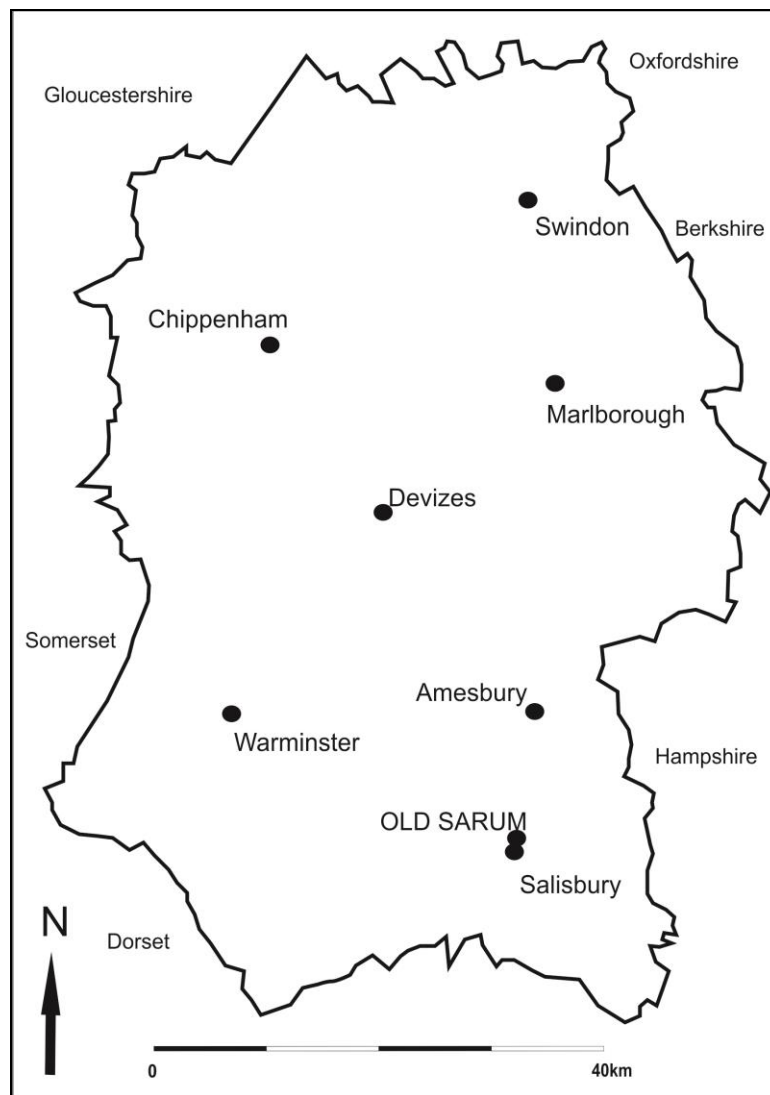 Oxfordshire
Gloucestershire
Swindon
Berkshire
Chippenham
Marlborough
Devizes
Somerset
Amesbury
Warminster
Hampshire
OLD SARUM
Salisbury
N
Dorset
0
40km